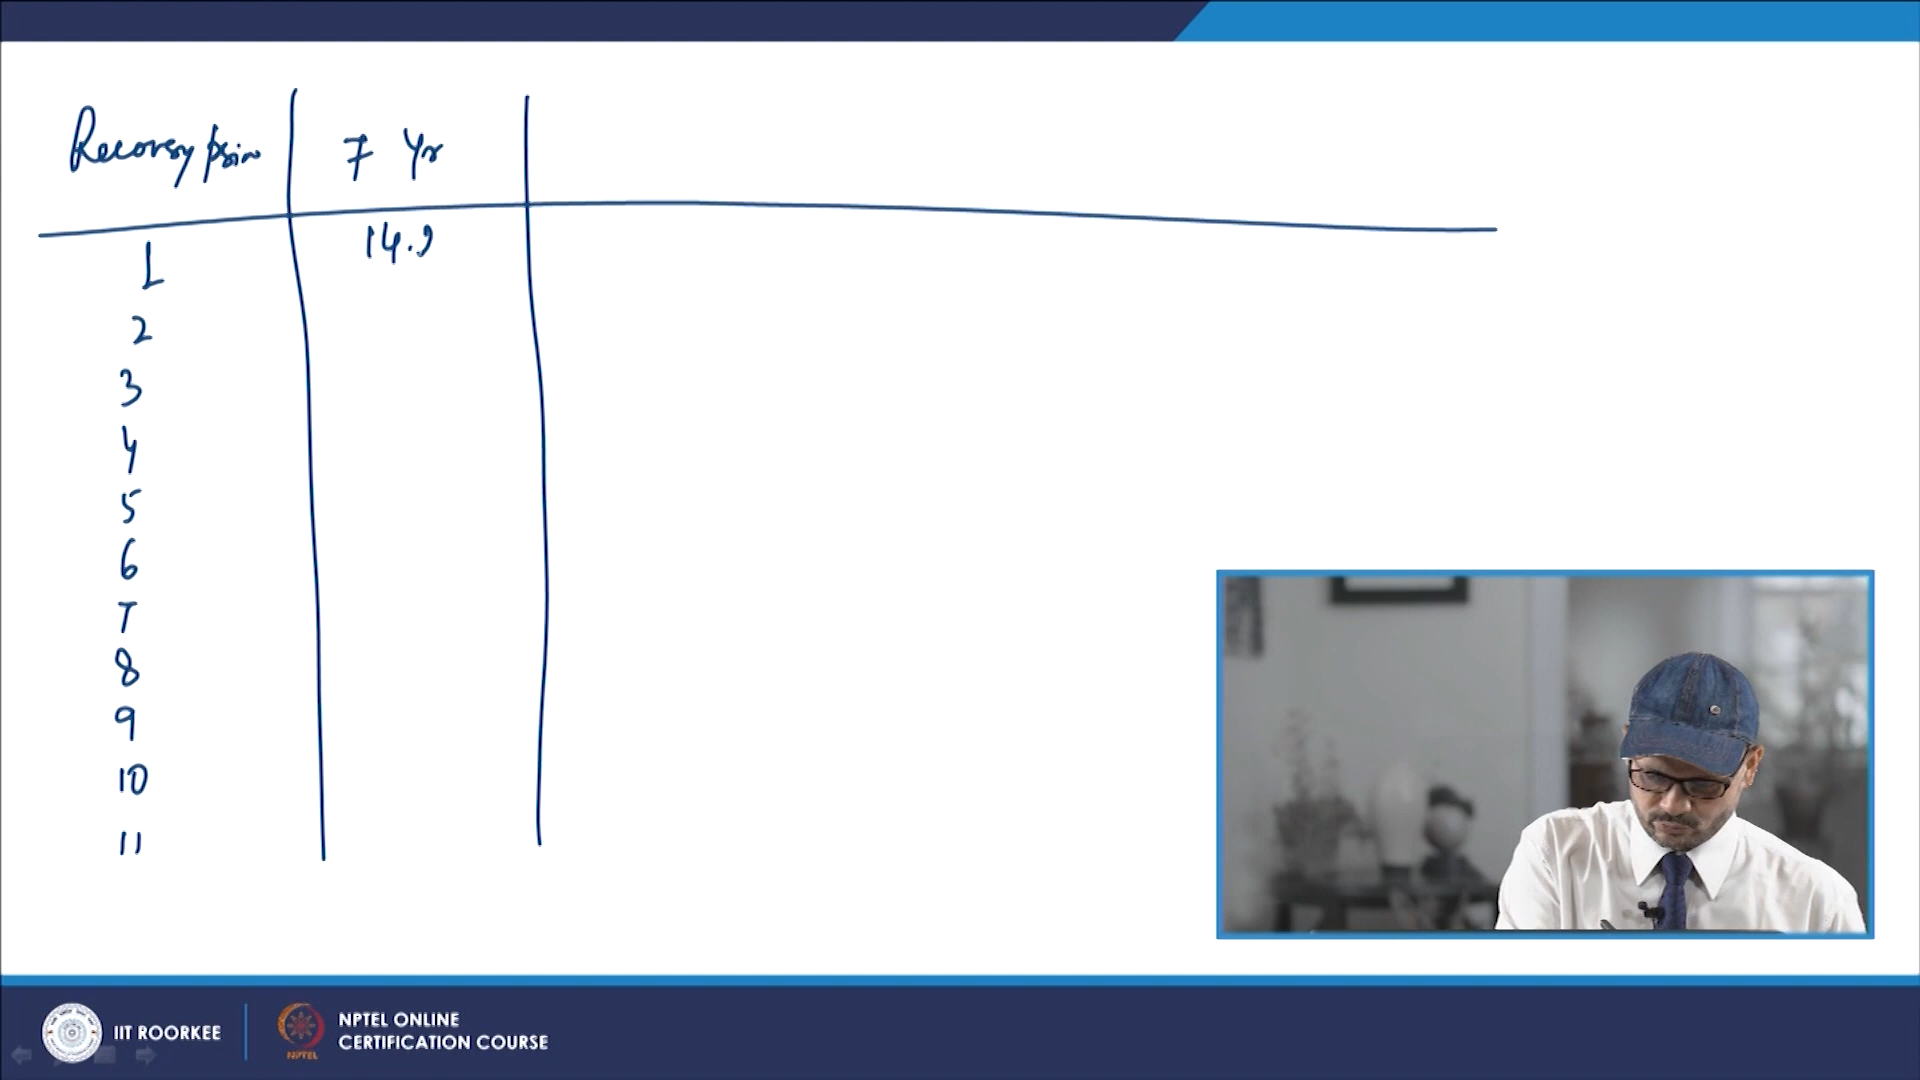 Recovery 7 Yr
1 14.9
2
3
4
5
6
7
8
9
10
11
IIT ROORKEE
NPTEL ONLINE
CERTIFICATION COURSE
NPTEL